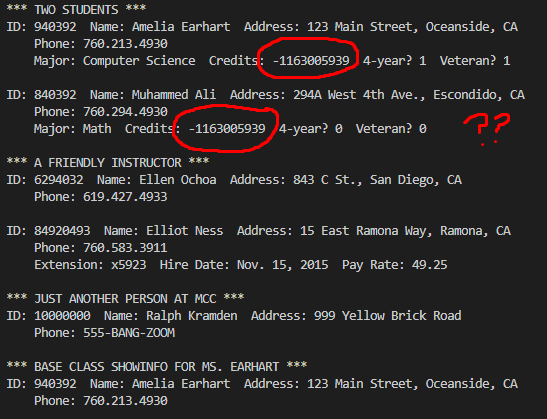 *** TWO STUDENTS ***
ID: 940392  Name: Amelia Earhart  Address: 123 Main Street, Oceanside, CA
    Phone: 760.213.4930
    Major: Computer Science  Credits: -1163005939  4-year? 1  Veteran? 1
ID: 840392  Name: Muhammed Ali  Address: 294A West 4th Ave., Escondido, CA
    Phone: 760.294.4930
    Major: Math  Credits: -1163005939  4-year? 0  Veteran? 0  ??
*** A FRIENDLY INSTRUCTOR ***
ID: 6294032  Name: Ellen Ochoa  Address: 843 C St., San Diego, CA
    Phone: 619.427.4933
ID: 84920493  Name: Elliot Ness  Address: 15 East Ramona Way, Ramona, CA
    Phone: 760.583.3911
    Extension: x5923  Hire Date: Nov. 15, 2015  Pay Rate: 49.25
*** JUST ANOTHER PERSON AT MCC ***
ID: 10000000  Name: Ralph Kramden  Address: 999 Yellow Brick Road
    Phone: 555-BANG-ZOOM
*** BASE CLASS SHOWINFO FOR MS. EARHART ***
ID: 940392  Name: Amelia Earhart  Address: 123 Main Street, Oceanside, CA
    Phone: 760.213.4930